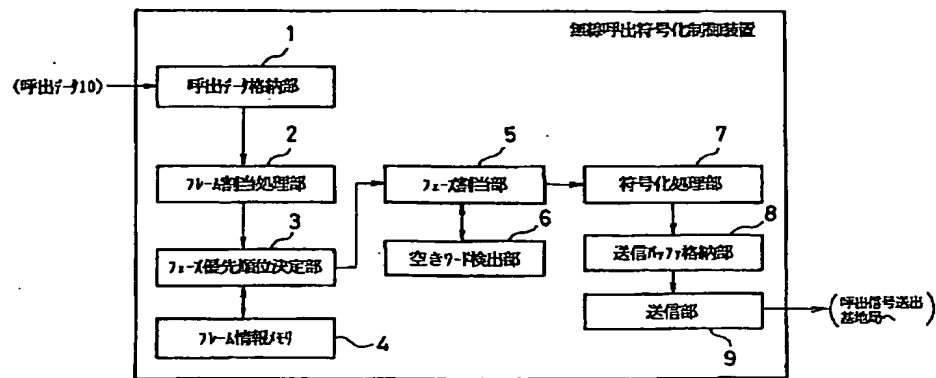 無線呼出符号化制御装置
1
(呼出データ10)
呼出データ格納部
2
フレーム割当処理部
3
フェーズ優先順位決定部
フレーム情報メモリ
4
5
フェーズ割当部
6
空きワード検出部
7
符号化処理部
8
送信バッファ格納部
送信部
9
(呼出信号送出
基地局へ)